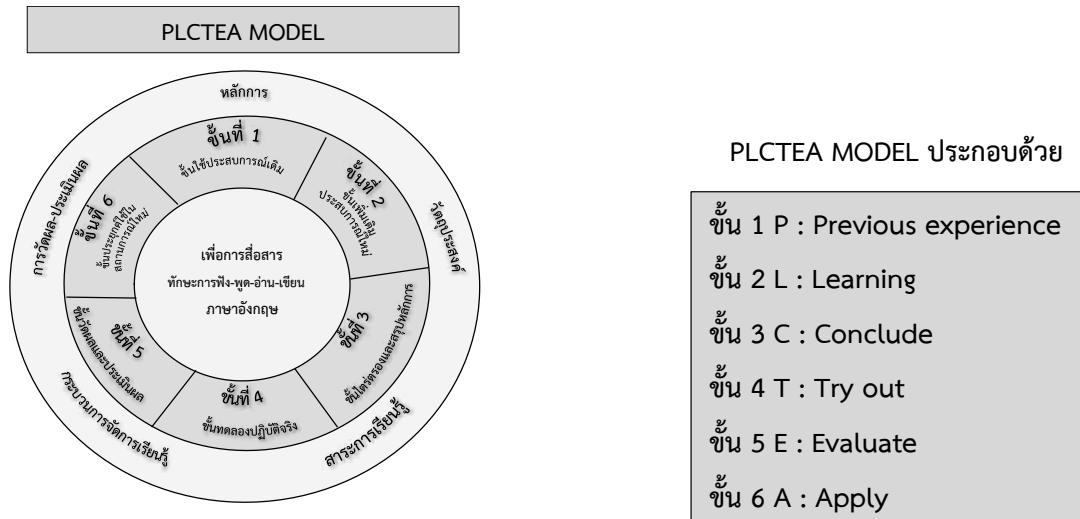 PLCTEA MODEL
หลักการ
วัตถุประสงค์
สาระการเรียนรู้
กระบวนการจัดการเรียนรู้
การวัดผล-ประเมินผล
ขั้นที่ 1
ขั้นใช้ประสบการณ์เดิม
ขั้นที่ 2
ขั้นเพิ่มเติม
ประสบการณ์ใหม่
ขั้นที่ 3
ขั้นไตร่ตรองและสรุปหลักการ
ขั้นที่ 4
ขั้นทดลองปฏิบัติจริง
ขั้นที่ 5
ขั้นวัดผลและประเมินผล
ขั้นที่ 6
ขั้นประยุกต์ใช้ใน
สถานการณ์ใหม่
เพื่อการสื่อสาร
ทักษะการฟัง-พูด-อ่าน-เขียน
ภาษาอังกฤษ
PLCTEA MODEL ประกอบด้วย
ขั้น 1 P : Previous experience
ขั้น 2 L : Learning
ขั้น 3 C : Conclude
ขั้น 4 T : Try out
ขั้น 5 E : Evaluate
ขั้น 6 A : Apply